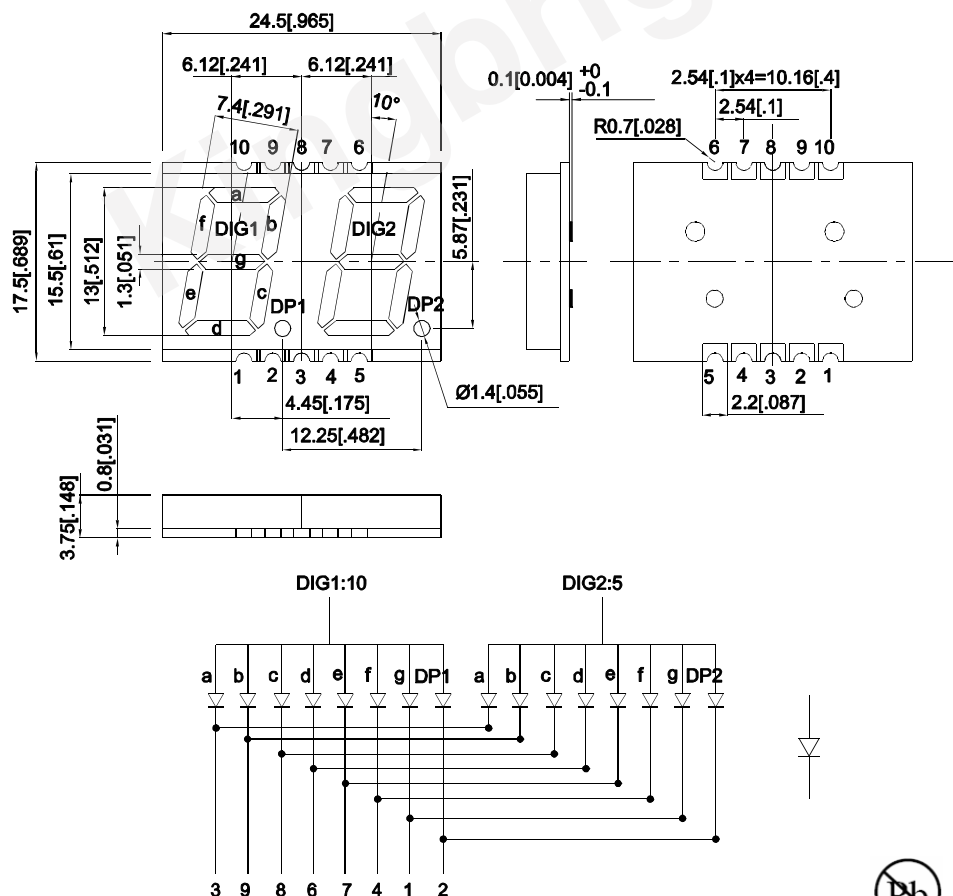 Kingbrig
24.5[.965]
6.12[.241] 6.12[.241]
7.4[.291]
10°
10 9 8 7 6
a
f DIG1 b DIG2
g
e c DP1 DP2
d
1 2 3 4 5
17.5[.689]
15.5[.61]
13[.512]
1.3[.051]
5.87[.231]
Ø1.4[.055]
4.45[.175]
12.25[.482]
0.1[0.004] +0
-0.1
2.54[.1]x4=10.16[.4]
2.54[.1]
R0.7[.028]
6 7 8 9 10
5 4 3 2 1
2.2[.087]
3.75[.148]
0.8[.031]
DIG1:10 DIG2:5
a b c d e f g DP1 a b c d e f g DP2
3 9 8 6 7 4 1 2
Pb